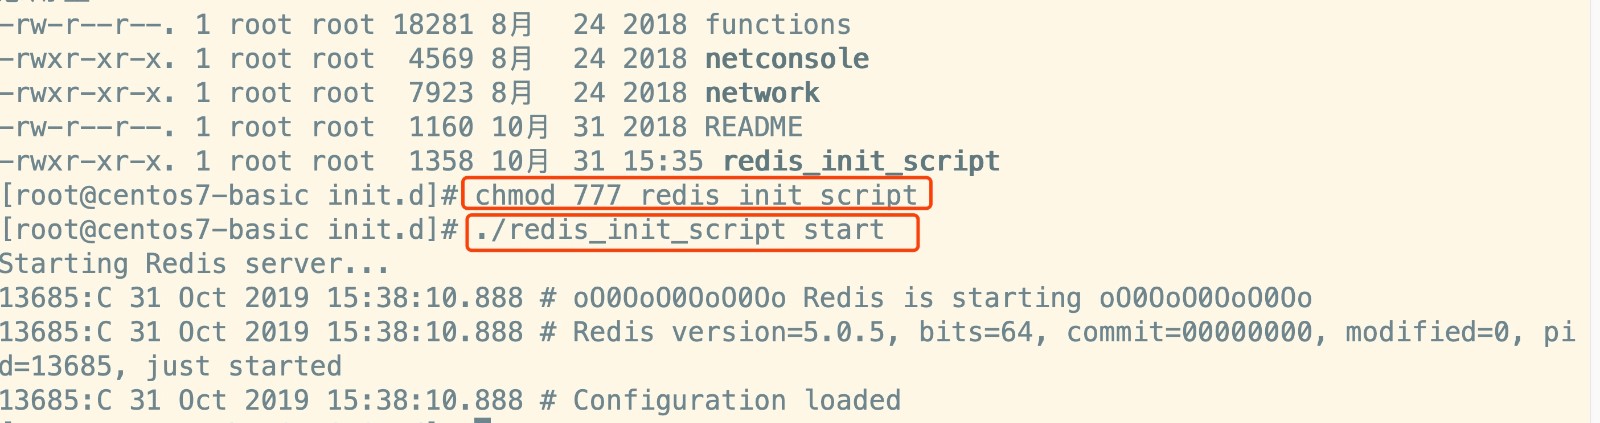 -rw-r--r--. 1 root root 18281 8月  24 2018 functions
-rwxr-xr-x. 1 root root  4569 8月  24 2018 netconsole
-rwxr-xr-x. 1 root root  7923 8月  24 2018 network
-rw-r--r--. 1 root root  1160 10月 31 2018 README
-rwxr-xr-x. 1 root root  1358 10月 31 15:35 redis_init_script
[root@centos7-basic init.d]# chmod 777 redis_init_script
[root@centos7-basic init.d]# ./redis_init_script start
Starting Redis server...
13685:C 31 Oct 2019 15:38:10.888 # oO0OoO0OoO0Oo Redis is starting oO0OoO0OoO0Oo
13685:C 31 Oct 2019 15:38:10.888 # Redis version=5.0.5, bits=64, commit=00000000, modified=0, pi
d=13685, just started
13685:C 31 Oct 2019 15:38:10.888 # Configuration loaded